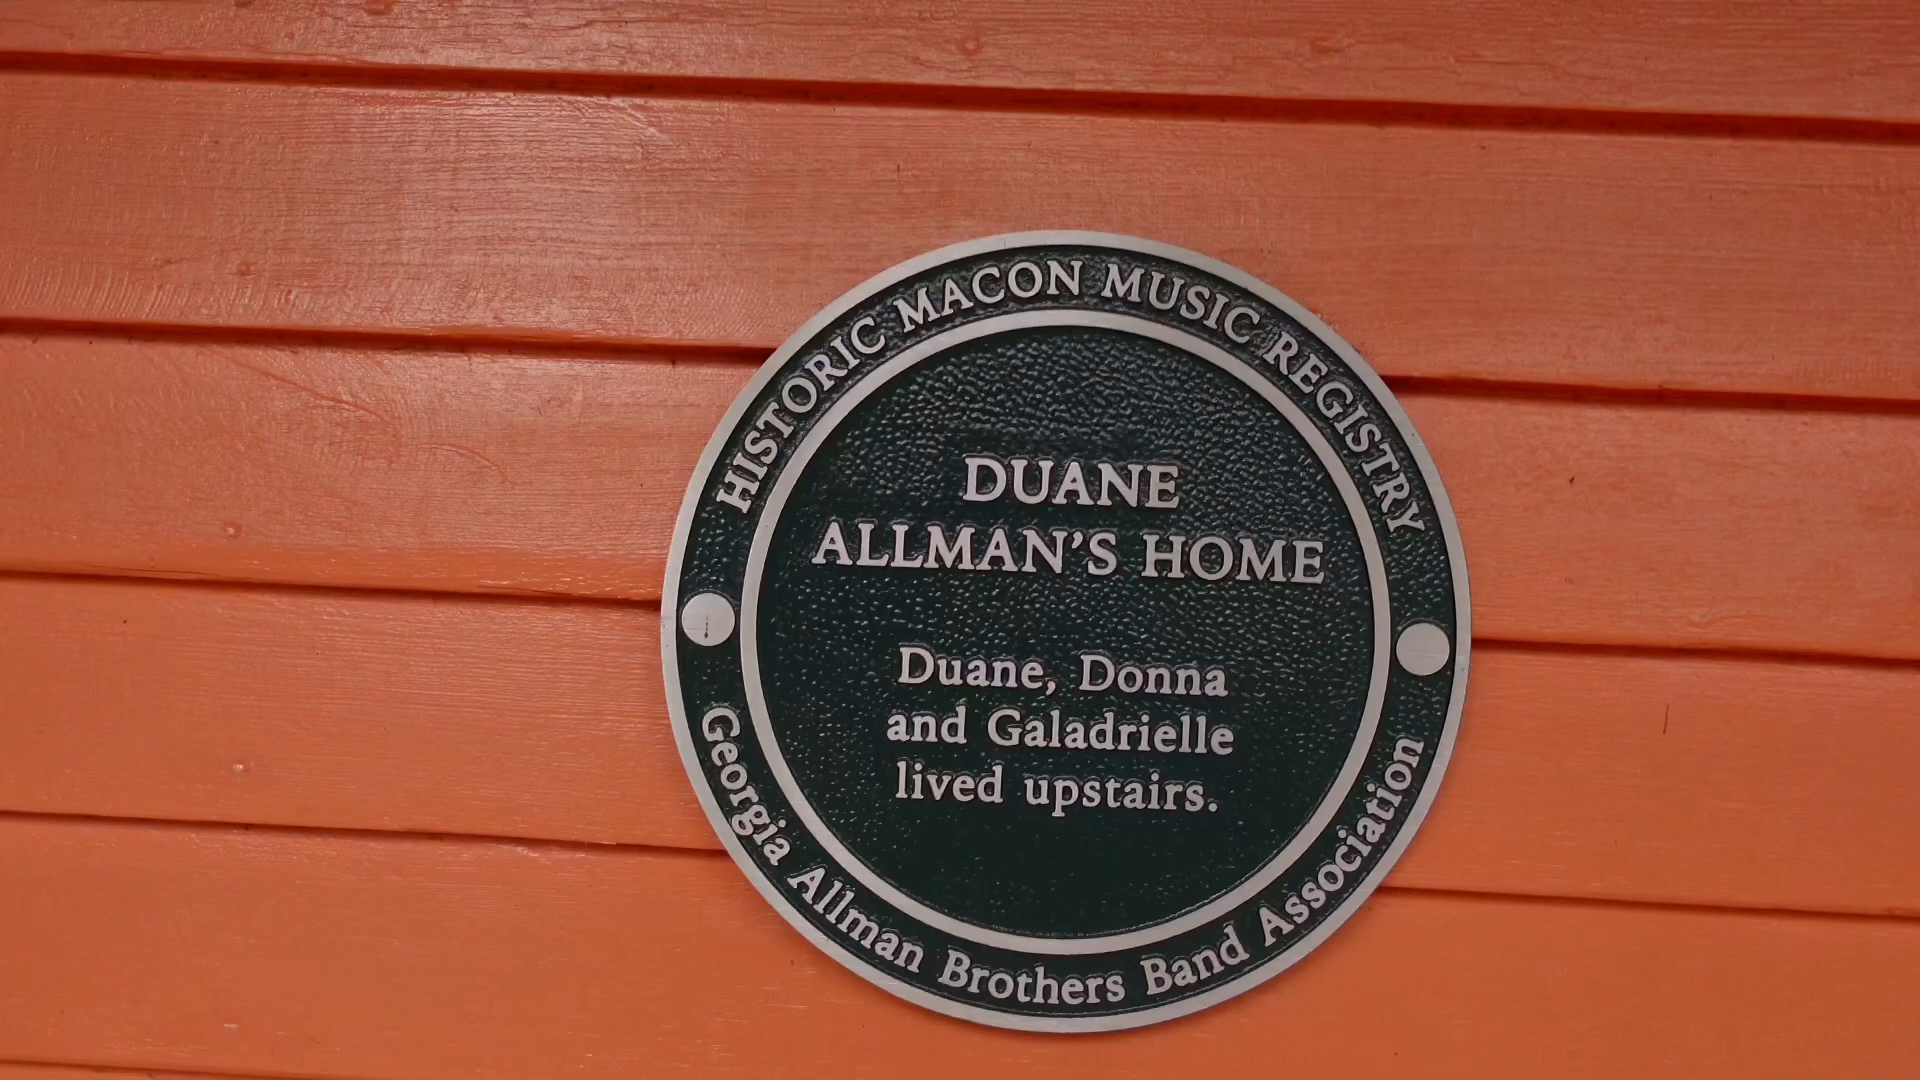 HISTORIC MACON MUSIC REGISTRY
DUANE
ALLMAN'S HOME
Duane, Donna
and Galadrielle
lived upstairs.
Georgia Allman Brothers Band Association